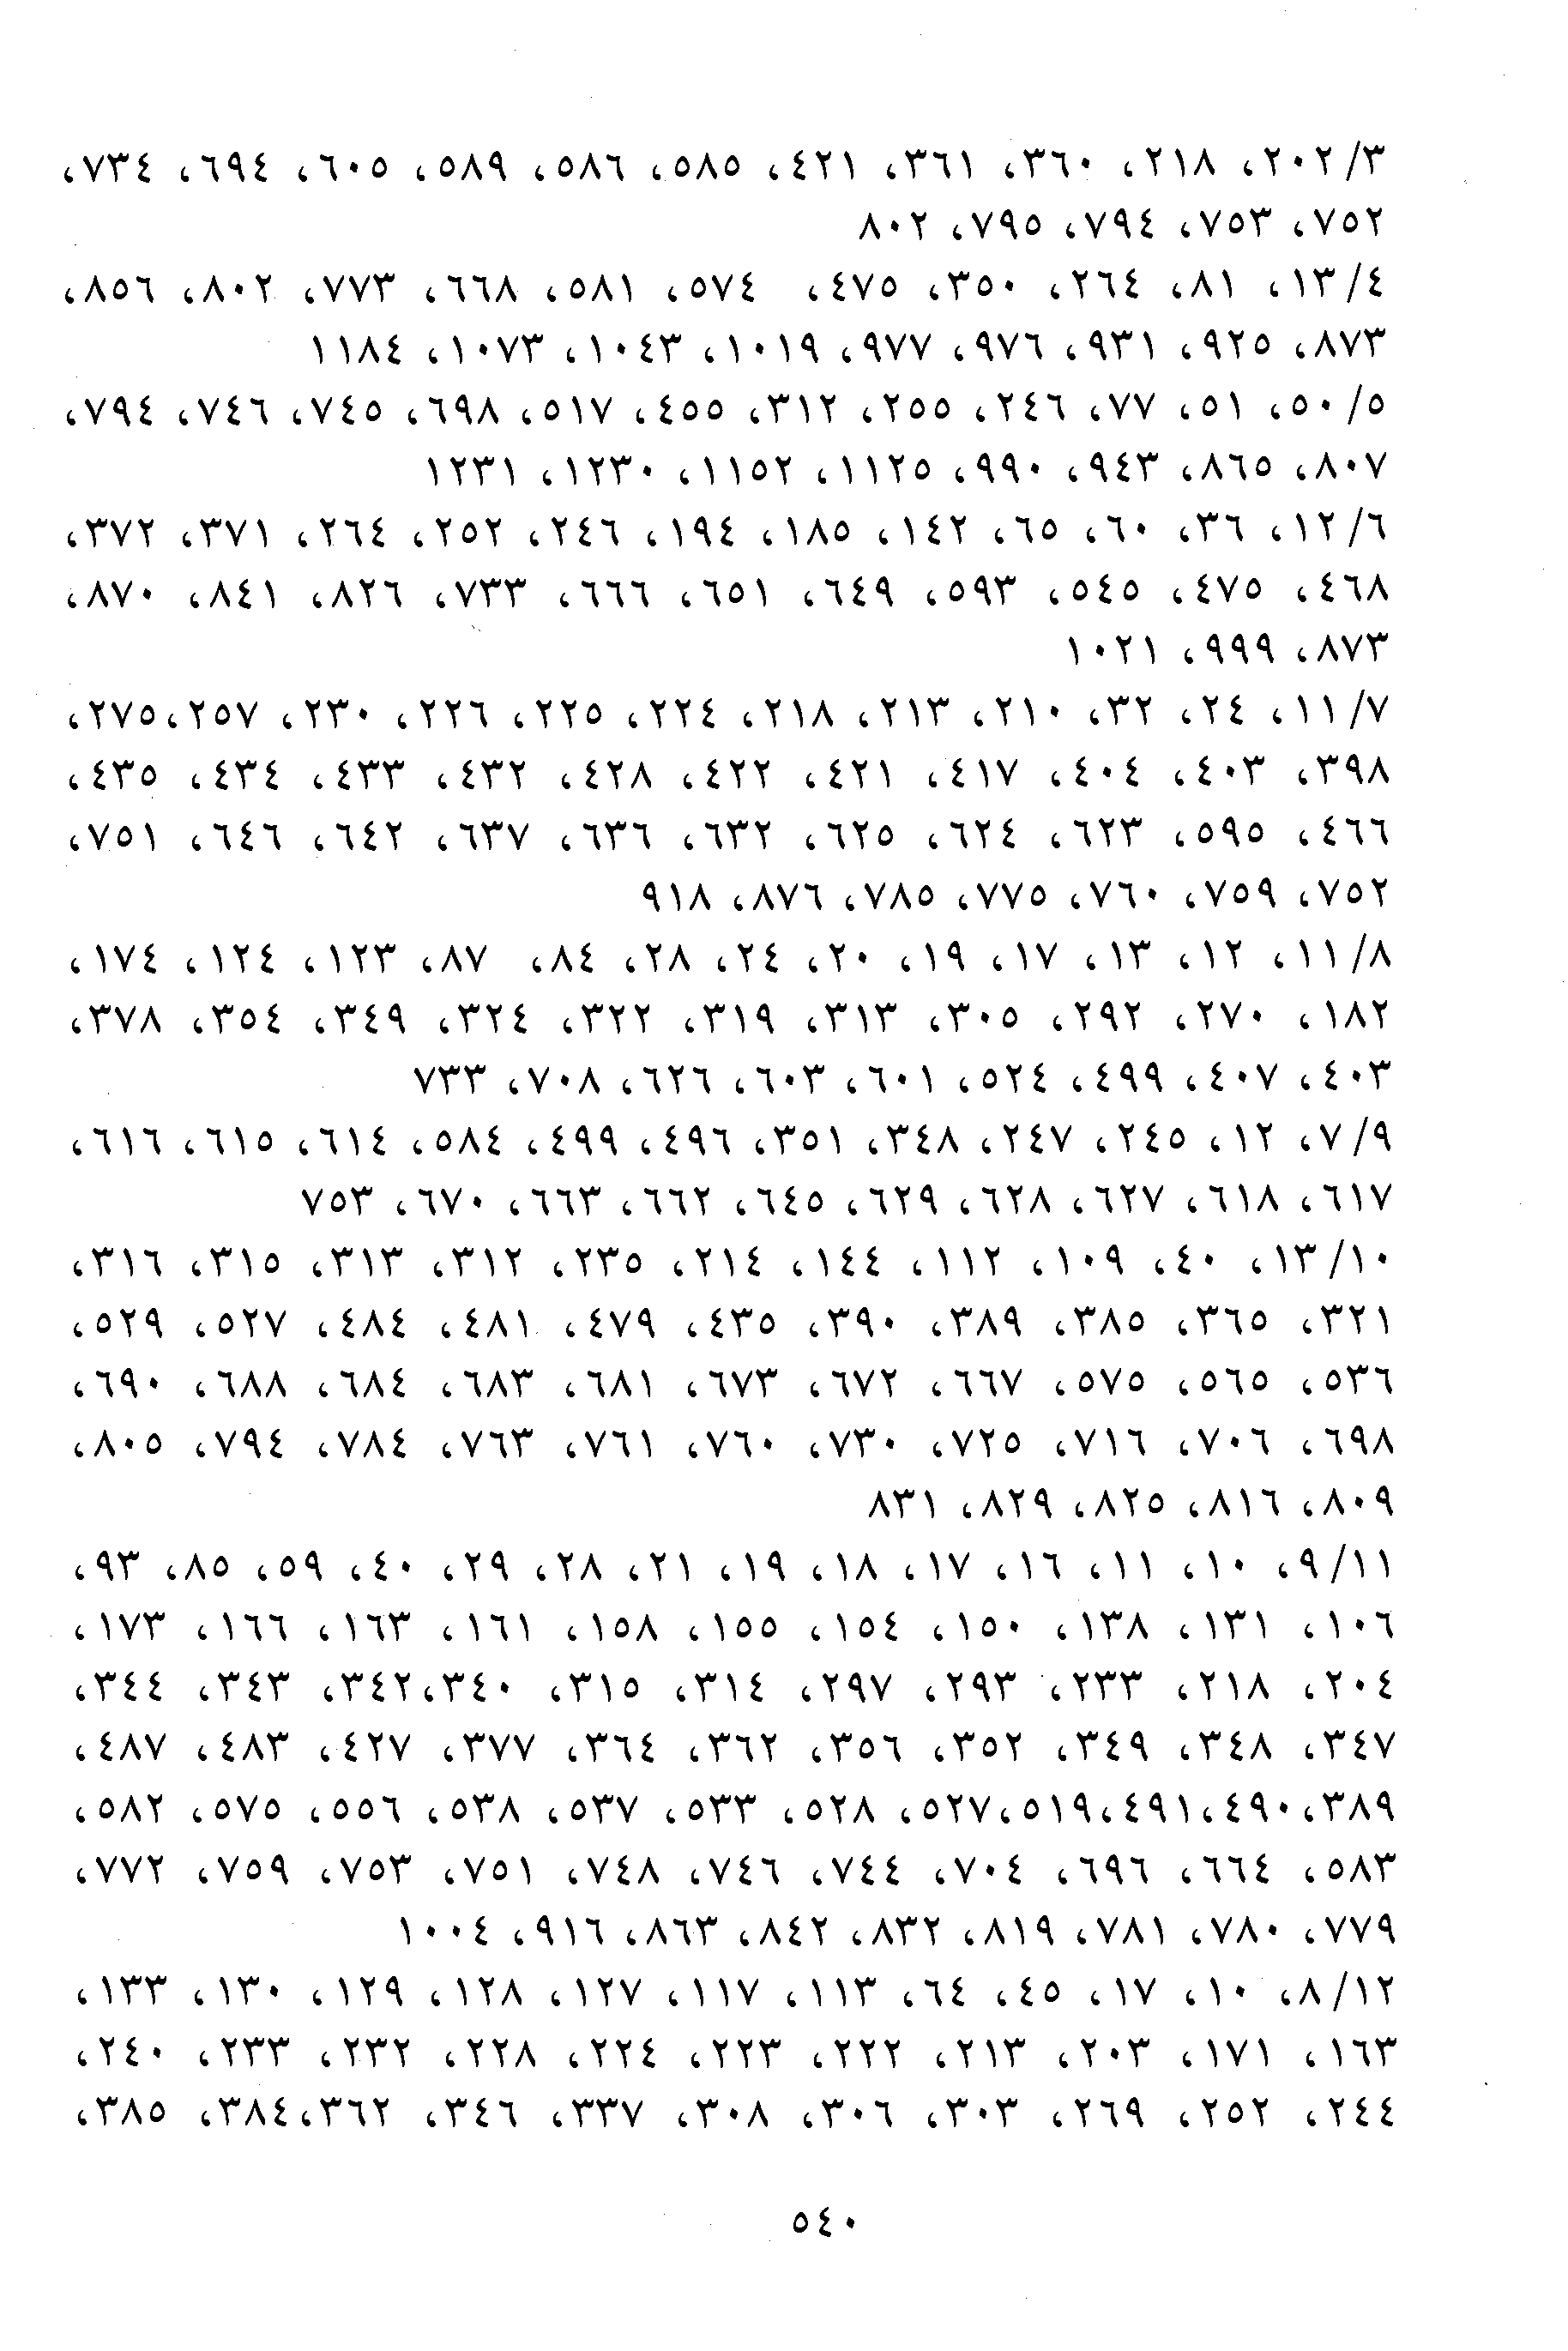 ٣/ ٢٠٢، ٢١٨، ٣٦٠، ٣٦١، ٤٢١، ٥٨٥، ٥٨٦، ٥٨٩، ٦٠٥، ٦٩٤، ٧٣٤،
٧٥٢، ٧٥٣، ٧٩٤، ٧٩٥، ٨٠٢
٤/ ١٣، ٨١، ٢٦٤، ٣٥٠، ٤٧٥، ٥٧٤، ٥٨١، ٦٦٨، ٧٧٣، ٨٠٢، ٨٥٦،
٨٧٣، ٩٢٥، ٩٣١، ٩٧٦، ٩٧٧، ١٠١٩، ١٠٤٣، ١٠٧٣، ١١٨٤
٥/ ٥٠، ٥١، ٧٧، ٢٤٦، ٢٥٥، ٣١٢، ٤٥٥، ٥١٧، ٦٩٨، ٧٤٥، ٧٤٦، ٧٩٤،
٨٠٧، ٨٦٥، ٩٤٣، ٩٩٠، ١١٢٥، ١١٥٢، ١٢٣٠، ١٢٣١
٦/ ١٢، ٣٦، ٦٠، ٦٥، ١٤٢، ١٨٥، ١٩٤، ٢٤٦، ٢٥٢، ٢٦٤، ٣٧١، ٣٧٢،
٤٦٨، ٤٧٥، ٥٤٥، ٥٩٣، ٦٤٩، ٦٥١، ٦٦٦، ٧٣٣، ٨٢٦، ٨٤١، ٨٧٠،
٨٧٣، ٩٩٩، ١٠٢١
٧/ ١١، ٢٤، ٣٢، ٢١٠، ٢١٣، ٢١٨، ٢٢٤، ٢٢٥، ٢٢٦، ٢٣٠، ٢٥٧، ٢٧٥،
٣٩٨، ٤٠٣، ٤٠٤، ٤١٧، ٤٢١، ٤٢٢، ٤٢٨، ٤٣٢، ٤٣٣، ٤٣٤، ٤٣٥،
٤٦٦، ٥٩٥، ٦٢٣، ٦٢٤، ٦٢٥، ٦٣٢، ٦٣٦، ٦٣٧، ٦٤٢، ٦٤٦، ٧٥١،
٧٥٢، ٧٥٩، ٧٦٠، ٧٧٥، ٧٨٥، ٨٧٦، ٩١٨
٨/ ١١، ١٢، ١٣، ١٧، ١٩، ٢٠، ٢٤، ٢٨، ٨٤، ٨٧، ١٢٣، ١٢٤، ١٧٤،
١٨٢، ٢٧٠، ٢٩٢، ٣٠٥، ٣١٣، ٣١٩، ٣٢٢، ٣٢٤، ٣٤٩، ٣٥٤، ٣٧٨،
٤٠٣، ٤٠٧، ٤٩٩، ٥٢٤، ٦٠١، ٦٠٣، ٦٢٦، ٧٠٨، ٧٣٣
٩/ ٧، ١٢، ٢٤٥، ٢٤٧، ٣٤٨، ٣٥١، ٤٩٦، ٤٩٩، ٥٨٤، ٦١٤، ٦١٥، ٦١٦،
٦١٧، ٦١٨، ٦٢٧، ٦٢٨، ٦٢٩، ٦٤٥، ٦٦٢، ٦٦٣، ٦٧٠، ٧٥٣
١٠/ ١٣، ٤٠، ١٠٩، ١١٢، ١٤٤، ٢١٤، ٢٣٥، ٣١٢، ٣١٣، ٣١٥، ٣١٦،
٣٢١، ٣٦٥، ٣٨٥، ٣٨٩، ٣٩٠، ٤٣٥، ٤٧٩، ٤٨١، ٤٨٤، ٥٢٧، ٥٢٩،
٥٣٦، ٥٦٥، ٥٧٥، ٦٦٧، ٦٧٢، ٦٧٣، ٦٨١، ٦٨٣، ٦٨٤، ٦٨٨، ٦٩٠،
٦٩٨، ٧٠٦، ٧١٦، ٧٢٥، ٧٣٠، ٧٦٠، ٧٦١، ٧٦٣، ٧٨٤، ٧٩٤، ٨٠٥،
٨٠٩، ٨١٦، ٨٢٥، ٨٢٩، ٨٣١
١١/ ٩، ١٠، ١١، ١٦، ١٧، ١٨، ١٩، ٢١، ٢٨، ٢٩، ٤٠، ٥٩، ٨٥، ٩٣،
١٠٦، ١٣١، ١٣٨، ١٥٠، ١٥٤، ١٥٥، ١٥٨، ١٦١، ١٦٣، ١٦٦، ١٧٣،
٢٠٤، ٢١٨، ٢٣٣، ٢٩٣، ٢٩٧، ٣١٤، ٣١٥، ٣٤٠، ٣٤٢، ٣٤٣، ٣٤٤،
٣٤٧، ٣٤٨، ٣٤٩، ٣٥٢، ٣٥٦، ٣٦٢، ٣٦٤، ٣٧٧، ٤٢٧، ٤٨٣، ٤٨٧،
٣٨٩، ٤٩٠، ٤٩١، ٥١٩، ٥٢٧، ٥٢٨، ٥٣٣، ٥٣٧، ٥٣٨، ٥٥٦، ٥٧٥، ٥٨٢،
٥٨٣، ٦٦٤، ٦٩٦، ٧٠٤، ٧٤٤، ٧٤٦، ٧٤٨، ٧٥١، ٧٥٣، ٧٥٩، ٧٧٢،
٧٧٩، ٧٨٠، ٧٨١، ٨١٩، ٨٣٢، ٨٤٢، ٨٦٣، ٩١٦، ١٠٠٤
١٢/ ٨، ١٠، ١٧، ٤٥، ٦٤، ١١٣، ١١٧، ١٢٧، ١٢٨، ١٢٩، ١٣٠، ١٣٣،
١٦٣، ١٧١، ٢٠٣، ٢١٣، ٢٢٢، ٢٢٣، ٢٢٤، ٢٢٨، ٢٣٢، ٢٣٣، ٢٤٠،
٢٤٤، ٢٥٢، ٢٦٩، ٣٠٣، ٣٠٦، ٣٠٨، ٣٣٧، ٣٤٦، ٣٦٢، ٣٨٤، ٣٨٥،
٥٤٠